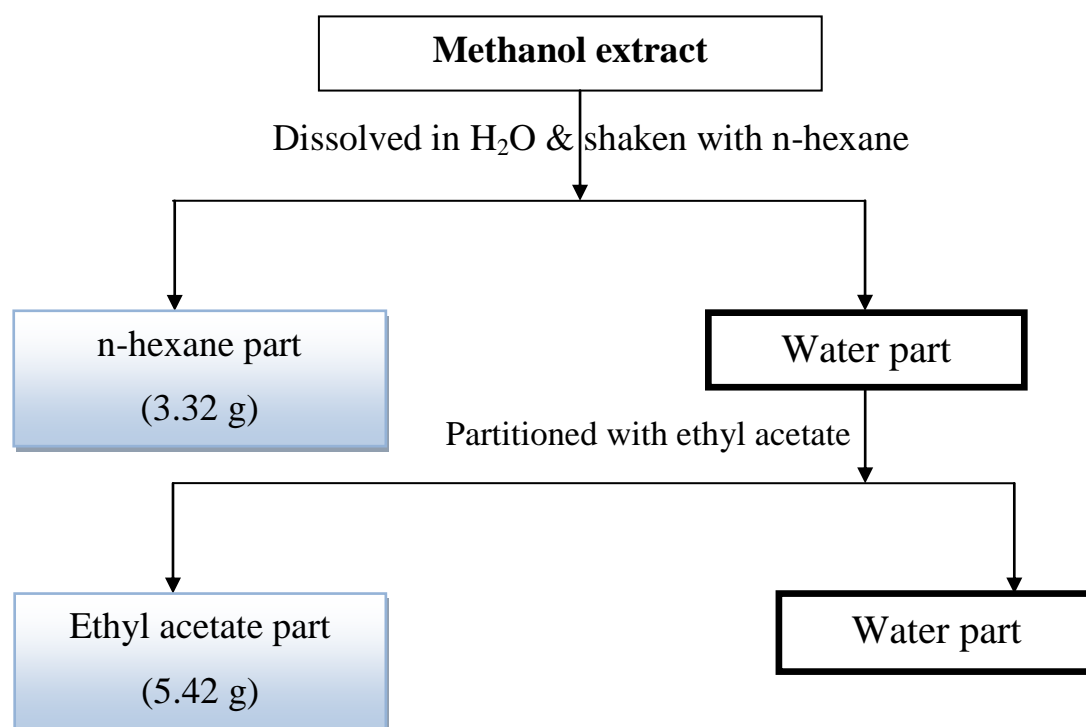 Methanol extract
Dissolved in H₂O & shaken with n-hexane
n-hexane part
(3.32 g)
Water part
Partitioned with ethyl acetate
Ethyl acetate part
(5.42 g)
Water part